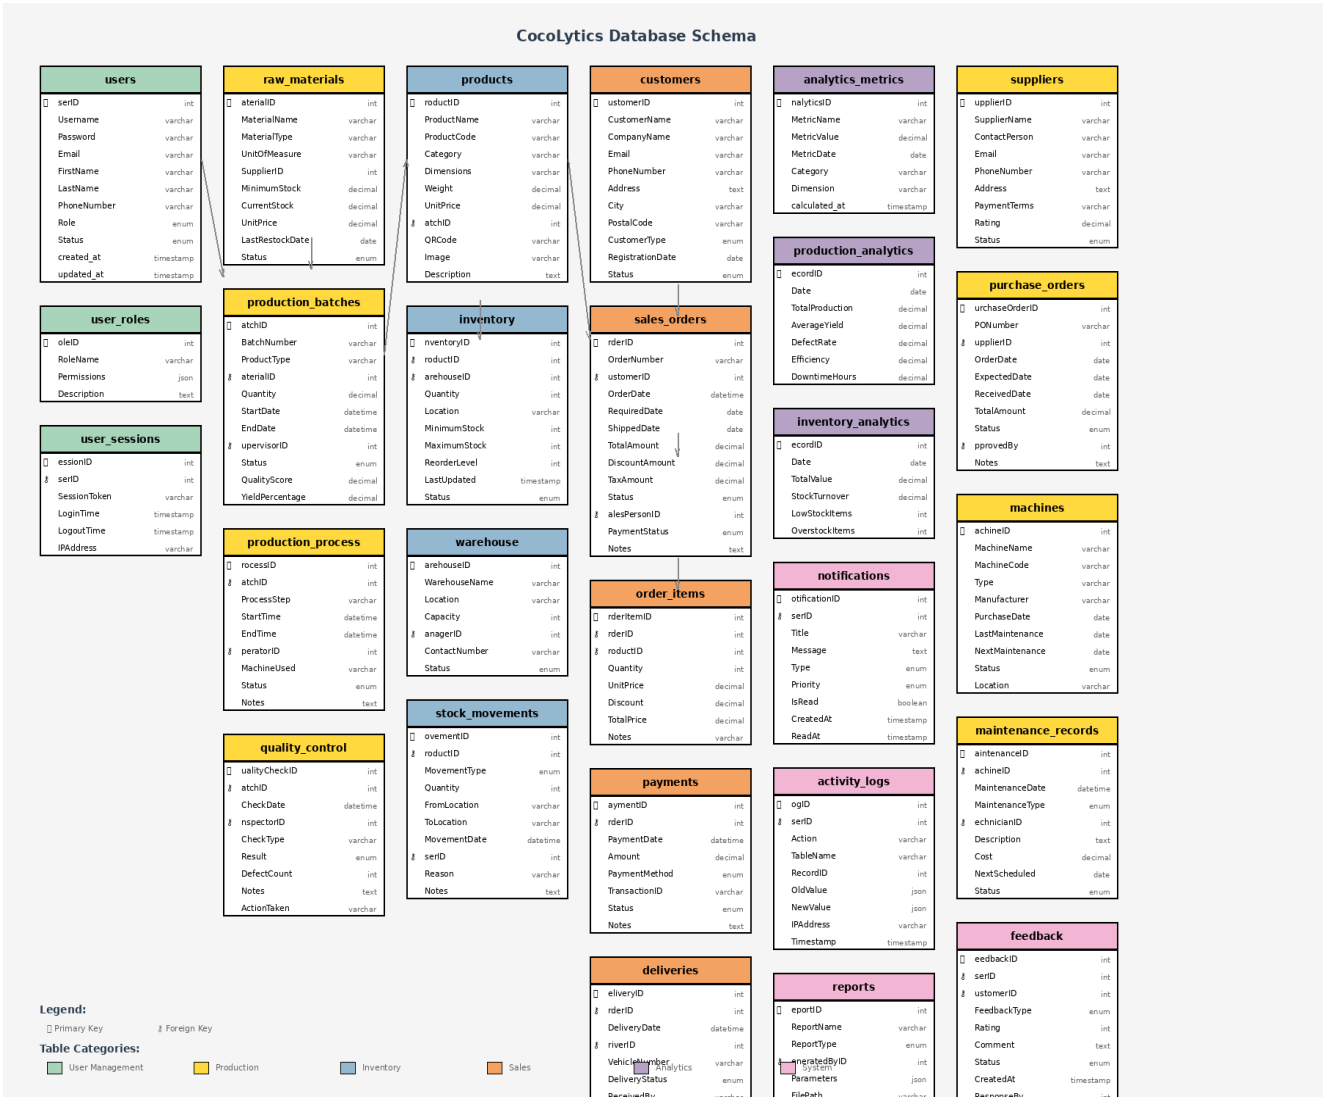 CocoLytics Database Schema
users
serID int
Username varchar
Password varchar
Email varchar
FirstName varchar
LastName varchar
PhoneNumber varchar
Role enum
Status enum
created_at timestamp
updated_at timestamp
user_roles
oleID int
RoleName varchar
Permissions json
Description text
user_sessions
essionID int
serID int
SessionToken varchar
LoginTime timestamp
LogoutTime timestamp
IPAddress varchar
raw_materials
aterialID int
MaterialName varchar
MaterialType varchar
UnitOfMeasure varchar
SupplierID int
MinimumStock decimal
CurrentStock decimal
UnitPrice decimal
LastRestockDate date
Status enum
production_batches
atchID int
BatchNumber varchar
ProductType varchar
aterialID int
Quantity decimal
StartDate datetime
EndDate datetime
upervisorID int
Status enum
QualityScore decimal
YieldPercentage decimal
production_process
rocessID int
atchID int
ProcessStep varchar
StartTime datetime
EndTime datetime
peratorID int
MachineUsed varchar
Status enum
Notes text
quality_control
ualityCheckID int
atchID int
CheckDate datetime
nspectorID int
CheckType varchar
Result enum
DefectCount int
Notes text
ActionTaken varchar
products
roductID int
ProductName varchar
ProductCode varchar
Category varchar
Dimensions varchar
Weight decimal
UnitPrice decimal
atchID int
QRCode varchar
Image varchar
Description text
inventory
nventoryID int
roductID int
arehouseID int
Quantity int
Location varchar
MinimumStock int
MaximumStock int
ReorderLevel int
LastUpdated timestamp
Status enum
warehouse
arehouseID int
WarehouseName varchar
Location varchar
Capacity int
anagerID int
ContactNumber varchar
Status enum
stock_movements
ovementID int
roductID int
MovementType enum
Quantity int
FromLocation varchar
ToLocation varchar
MovementDate datetime
serID int
Reason varchar
Notes text
customers
ustomerID int
CustomerName varchar
CompanyName varchar
Email varchar
PhoneNumber varchar
Address text
City varchar
PostalCode varchar
CustomerType enum
RegistrationDate date
Status enum
sales_orders
rderID int
OrderNumber varchar
ustomerID int
OrderDate datetime
RequiredDate date
ShippedDate date
TotalAmount decimal
DiscountAmount decimal
TaxAmount decimal
Status enum
alesPersonID int
PaymentStatus enum
Notes text
order_items
rderItemID int
rderID int
roductID int
Quantity int
UnitPrice decimal
Discount decimal
TotalPrice decimal
Notes varchar
payments
aymentID int
rderID int
PaymentDate datetime
Amount decimal
PaymentMethod enum
TransactionID varchar
Status enum
Notes text
deliveries
eliveryID int
rderID int
DeliveryDate datetime
riverID int
VehicleNumber varchar
DeliveryStatus enum
ReceivedBy varchar
analytics_metrics
nalyticsID int
MetricName varchar
MetricValue decimal
MetricDate date
Category varchar
Dimension varchar
calculated_at timestamp
production_analytics
ecordID int
Date date
TotalProduction decimal
AverageYield decimal
DefectRate decimal
Efficiency decimal
DowntimeHours decimal
inventory_analytics
ecordID int
Date date
TotalValue decimal
StockTurnover decimal
LowStockItems int
OverstockItems int
notifications
otificationID int
serID int
Title varchar
Message text
Type enum
Priority enum
IsRead boolean
CreatedAt timestamp
ReadAt timestamp
activity_logs
ogID int
serID int
Action varchar
TableName varchar
RecordID int
OldValue json
NewValue json
IPAddress varchar
Timestamp timestamp
reports
eportID int
ReportName varchar
ReportType enum
eneratedByID int
Parameters json
FilePath varchar
suppliers
upplierID int
SupplierName varchar
ContactPerson varchar
Email varchar
PhoneNumber varchar
Address text
PaymentTerms varchar
Rating decimal
Status enum
purchase_orders
urchaseOrderID int
PONumber varchar
upplierID int
OrderDate date
ExpectedDate date
ReceivedDate date
TotalAmount decimal
Status enum
pprovedBy int
Notes text
machines
achineID int
MachineName varchar
MachineCode varchar
Type varchar
Manufacturer varchar
PurchaseDate date
LastMaintenance date
NextMaintenance date
Status enum
Location varchar
maintenance_records
aintenanceID int
achineID int
MaintenanceDate datetime
MaintenanceType enum
echnicianID int
Description text
Cost decimal
NextScheduled date
Status enum
feedback
eedbackID int
serID int
ustomerID int
FeedbackType enum
Rating int
Comment text
Status enum
CreatedAt timestamp
ResponseBy int
Legend:
Primary Key Foreign Key
Table Categories:
User Management Production Inventory Sales Analytics System